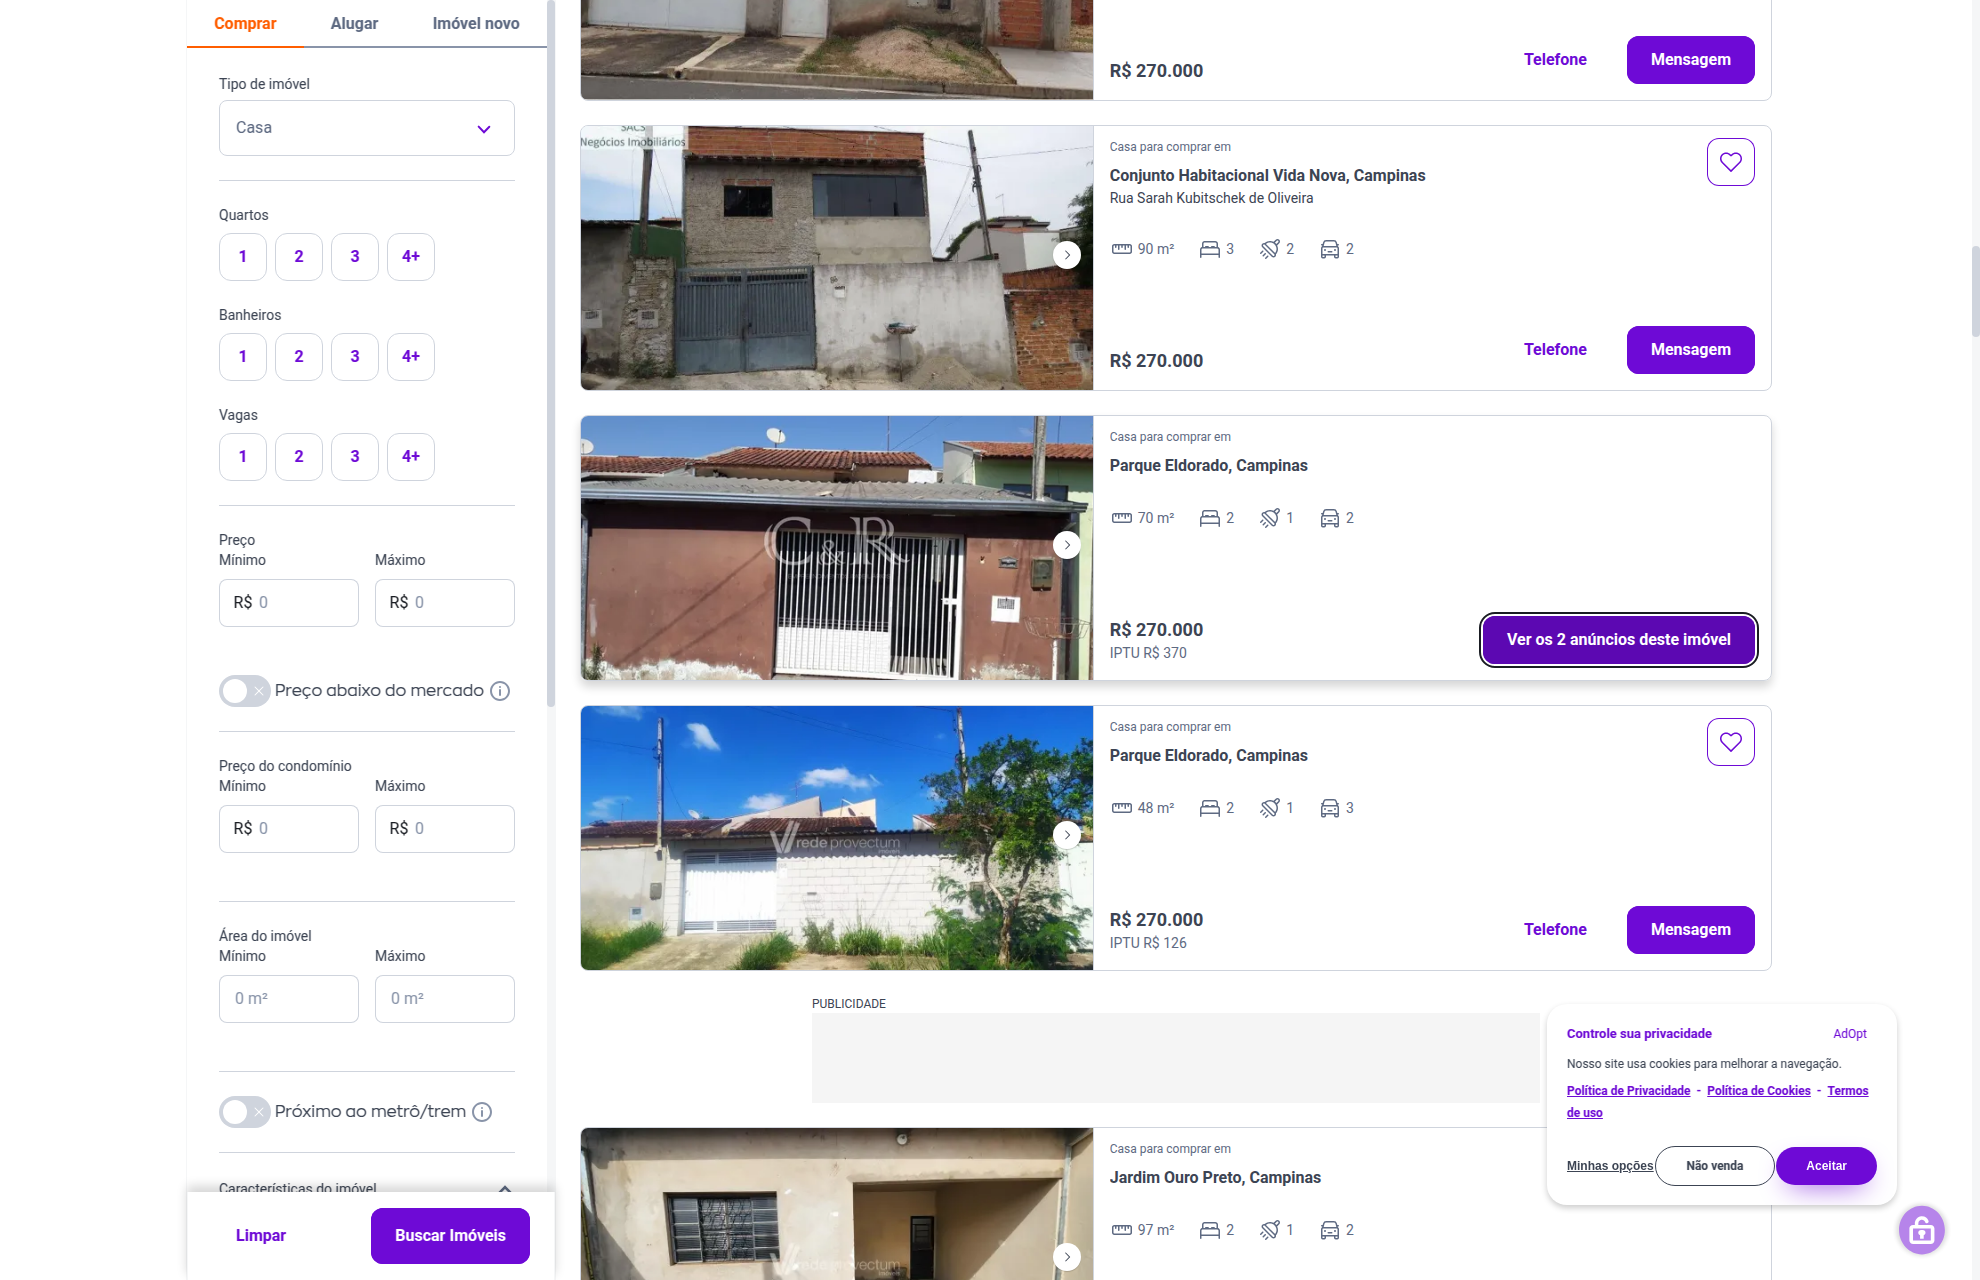 Comprar
Alugar
Imóvel novo
Tipo de imóvel
Casa
Quartos
1
2
3
4+
Banheiros
1
2
3
4+
Vagas
1
2
3
4+
Preço
Mínimo
Máximo
R$ 0
R$ 0
Preço abaixo do mercado
Preço do condomínio
Mínimo
Máximo
R$ 0
R$ 0
Área do imóvel
Mínimo
Máximo
0 m²
0 m²
Próximo ao metrô/trem
Características do imóvel
Limpar
Buscar Imóveis
R$ 270.000
Telefone
Mensagem
SACS
Negócios Imobiliários
Casa para comprar em
Conjunto Habitacional Vida Nova, Campinas
Rua Sarah Kubitschek de Oliveira
90 m²
3
2
2
R$ 270.000
Telefone
Mensagem
C&R
Casa para comprar em
Parque Eldorado, Campinas
70 m²
2
1
2
R$ 270.000
IPTU R$ 370
Ver os 2 anúncios deste imóvel
rede provectum
imóveis
Casa para comprar em
Parque Eldorado, Campinas
48 m²
2
1
3
R$ 270.000
IPTU R$ 126
Telefone
Mensagem
PUBLICIDADE
rede provectum
Casa para comprar em
Jardim Ouro Preto, Campinas
97 m²
2
1
2
Controle sua privacidade
AdOpt
Nosso site usa cookies para melhorar a navegação.
Política de Privacidade - Política de Cookies - Termos
de uso
Minhas opções
Não venda
Aceitar